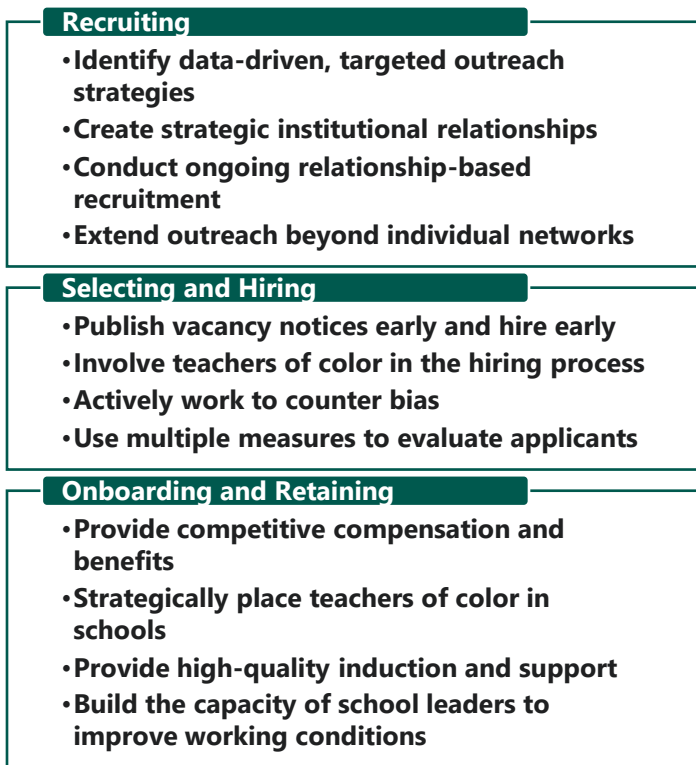 Recruiting
•Identify data-driven, targeted outreach
strategies
•Create strategic institutional relationships
•Conduct ongoing relationship-based
recruitment
•Extend outreach beyond individual networks
Selecting and Hiring
•Publish vacancy notices early and hire early
•Involve teachers of color in the hiring process
•Actively work to counter bias
•Use multiple measures to evaluate applicants
Onboarding and Retaining
•Provide competitive compensation and
benefits
•Strategically place teachers of color in
schools
•Provide high-quality induction and support
•Build the capacity of school leaders to
improve working conditions